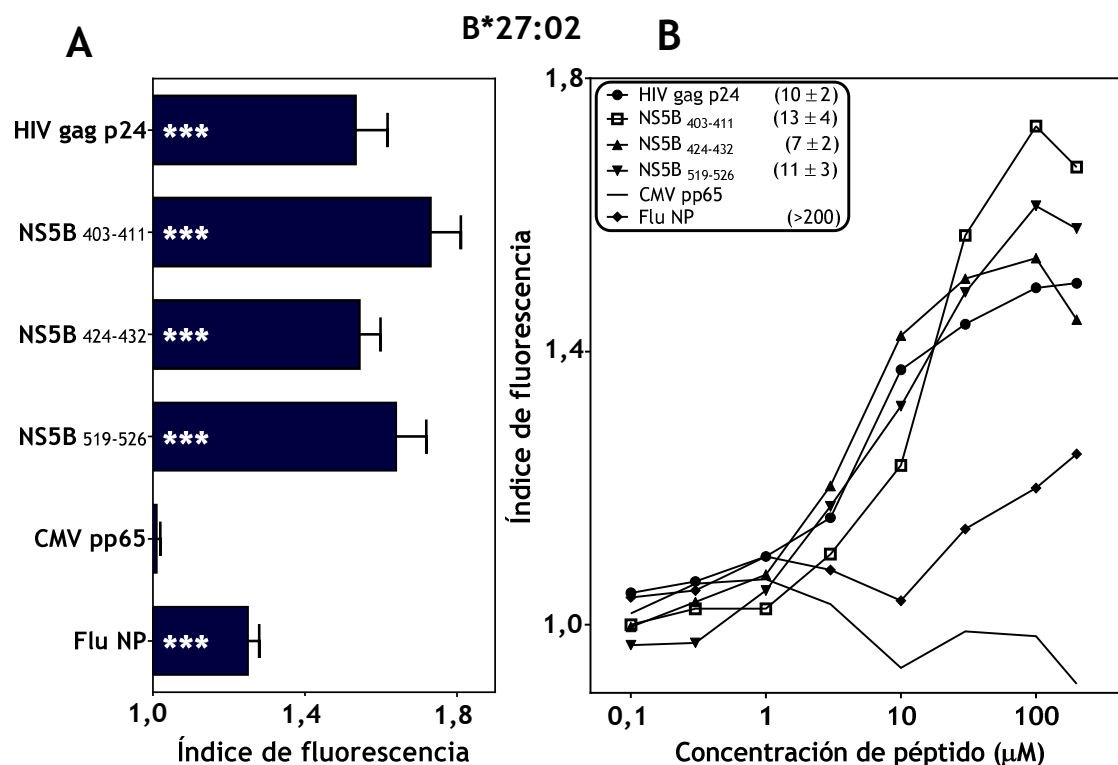 B*27:02
A
HIV gag p24
***
NS5B 403-411
***
NS5B 424-432
***
NS5B 519-526
***
CMV pp65
Flu NP
***
1,0
1,4
1,8
Índice de fluorescencia
B
Índice de fluorescencia
1,8
1,4
1,0
HIV gag p24 (10 ± 2)
NS5B 403-411 (13 ± 4)
NS5B 424-432 (7 ± 2)
NS5B 519-526 (11 ± 3)
CMV pp65
Flu NP (>200)
0,1
1
10
100
Concentración de péptido (µM)